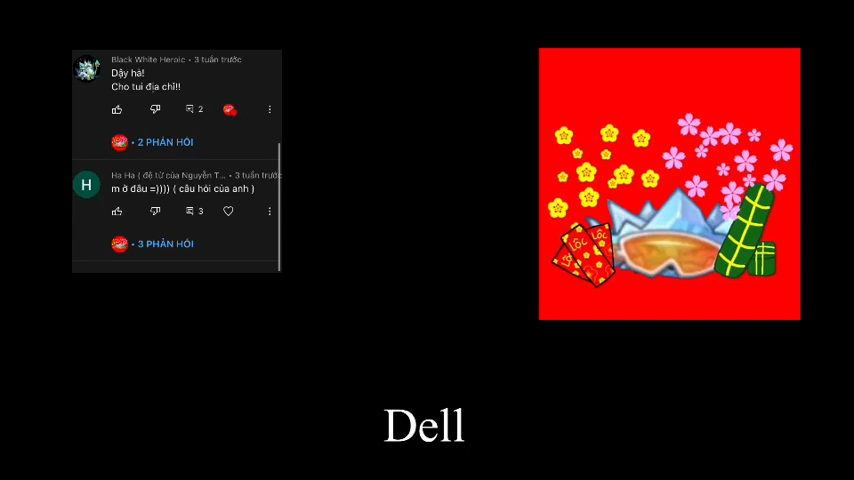 Black White Heroic • 3 tuần trước
Dậy hà!
Cho tui địa chỉ!!
2
• 2 PHẢN HỒI
H
Ha Ha ( đệ tử của Nguyễn T... • 3 tuần trước
m ở đâu =)))) ( câu hỏi của anh )
3
• 3 PHẢN HỒI
LỘC
LỘC
Dell